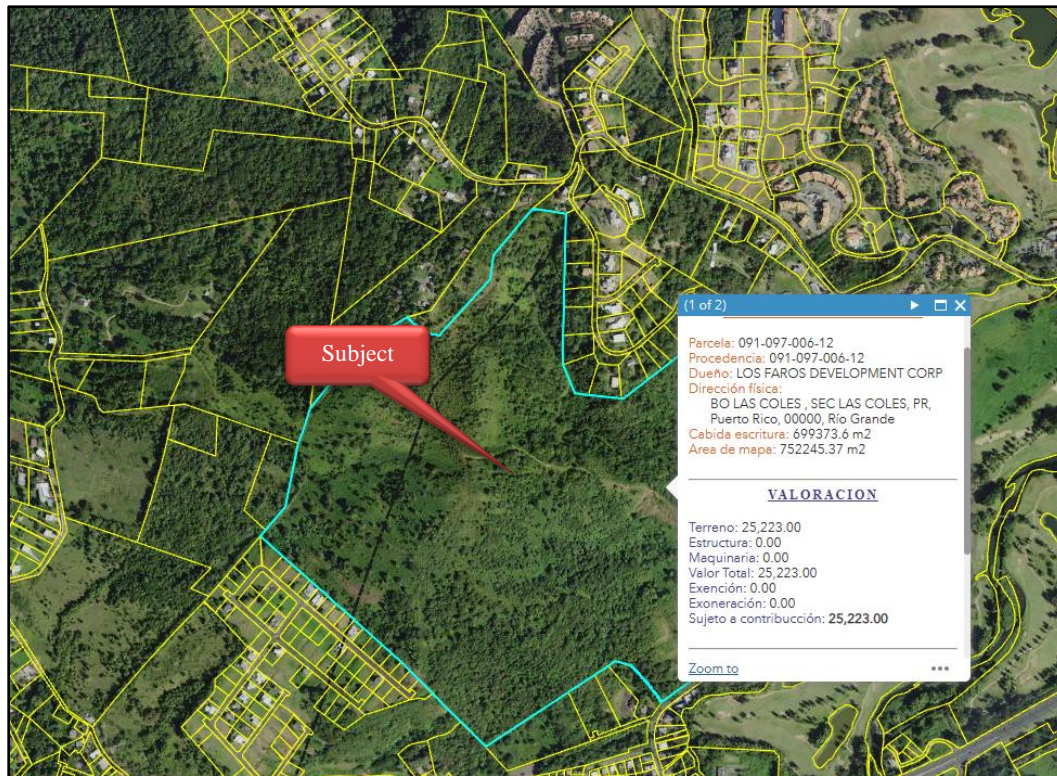 Subject
(1 of 2)
Parcela: 091-097-006-12
Procedencia: 091-097-006-12
Dueño: LOS FAROS DEVELOPMENT CORP
Dirección física:
BO LAS COLES , SEC LAS COLES, PR,
Puerto Rico, 00000, Río Grande
Cabida escritura: 699373.6 m2
Area de mapa: 752245.37 m2
VALORACION
Terreno: 25,223.00
Estructura: 0.00
Maquinaria: 0.00
Valor Total: 25,223.00
Exención: 0.00
Exoneración: 0.00
Sujeto a contribucción: 25,223.00
Zoom to